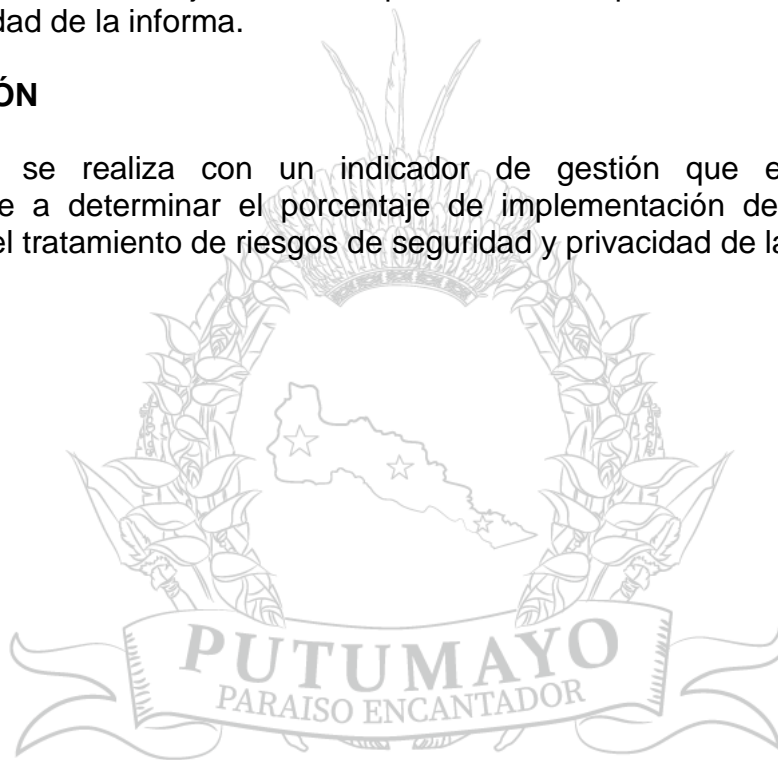 dad de la informa.
ÓN
se realiza con un indicador de gestión que e
e a determinar el porcentaje de implementación de
el tratamiento de riesgos de seguridad y privacidad de la
PUTUMAYO
PARAISO ENCANTADOR